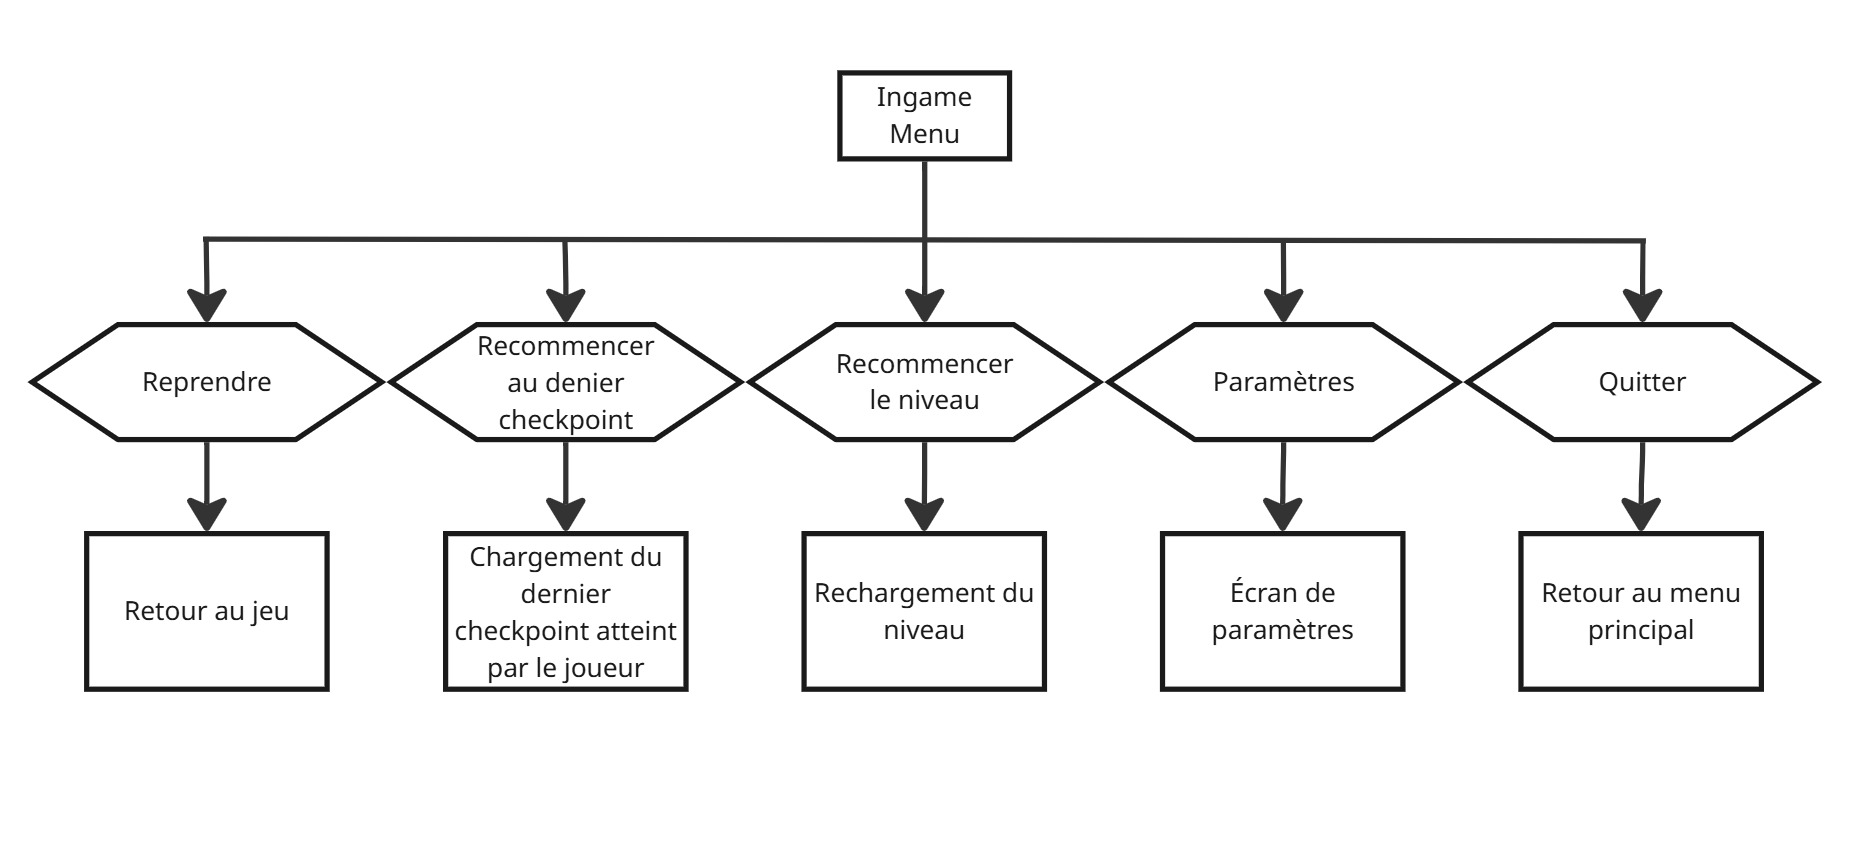 Ingame
Menu
Reprendre
Recommencer
au denier
checkpoint
Recommencer
le niveau
Paramètres
Quitter
Retour au jeu
Chargement du
dernier
checkpoint atteint
par le joueur
Rechargement du
niveau
Écran de
paramètres
Retour au menu
principal